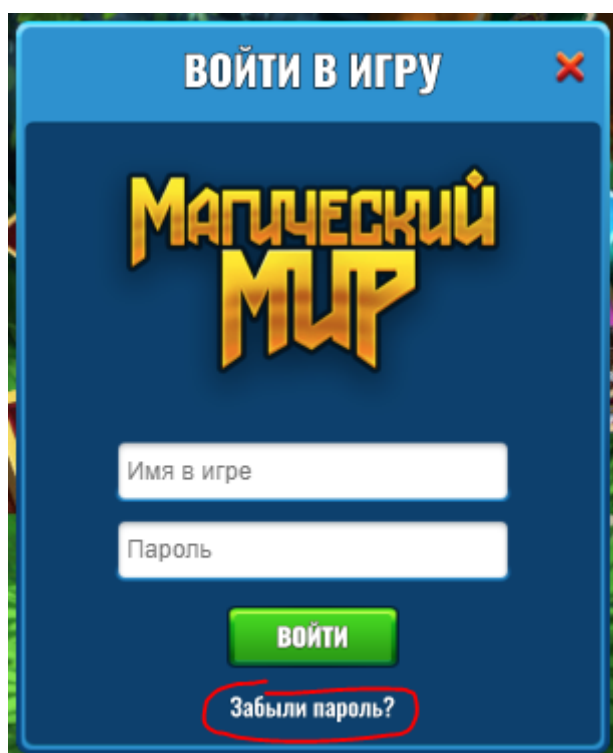 ВОЙТИ В ИГРУ
МАГИЧЕСКИЙ
МИР
Имя в игре
Пароль
ВОЙТИ
Забыли пароль?